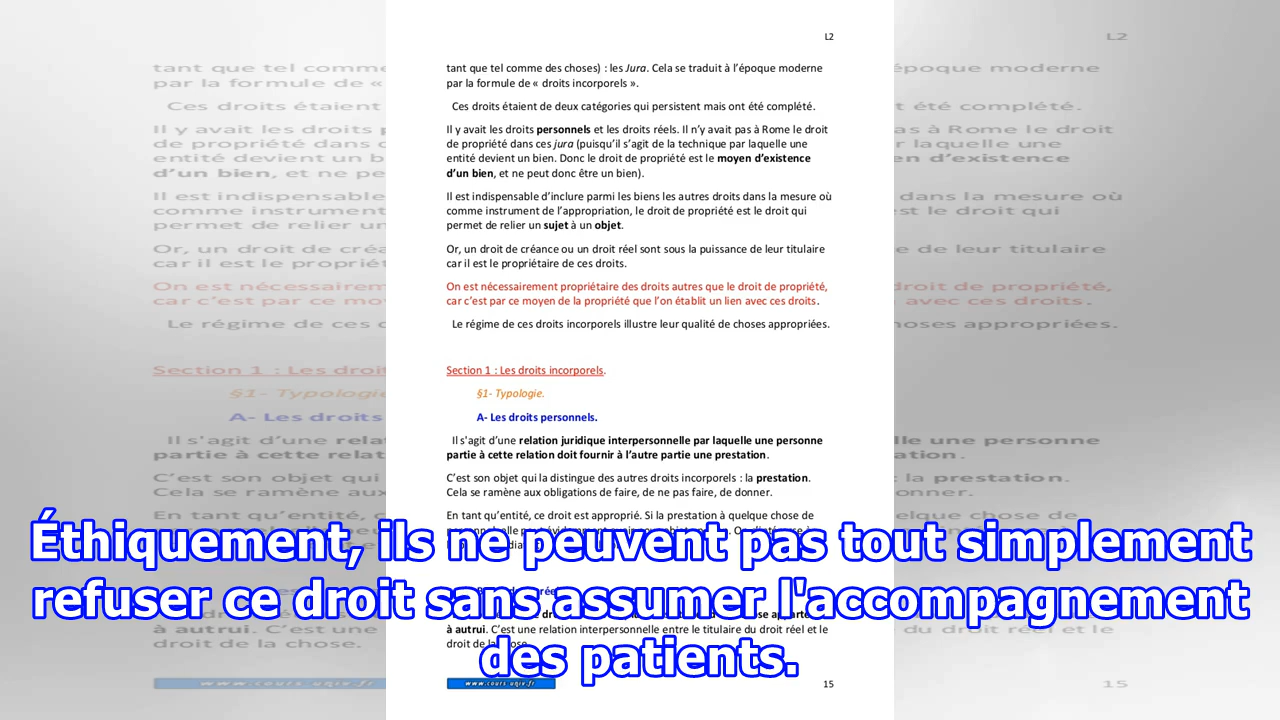 L2
tant que tel comme des choses) : les Jura. Cela se traduit à l'époque moderne
par la formule de « droits incorporels ».
Ces droits étaient de deux catégories qui persistent mais ont été complété.
Il y avait les droits personnels et les droits réels. Il n'y avait pas à Rome le droit
de propriété dans ces jura (puisqu'il s'agit de la technique par laquelle une
entité devient un bien. Donc le droit de propriété est le moyen d'existence
d'un bien, et ne peut donc être un bien).
Il est indispensable d'inclure parmi les biens les autres droits dans la mesure où
comme instrument de l'appropriation, le droit de propriété est le droit qui
permet de relier un sujet à un objet.
Or, un droit de créance ou un droit réel sont sous la puissance de leur titulaire
car il est le propriétaire de ces droits.
On est nécessairement propriétaire des droits autres que le droit de propriété,
car c'est par ce moyen de la propriété que l'on établit un lien avec ces droits.
Le régime de ces droits incorporels illustre leur qualité de choses appropriées.
Section 1 : Les droits incorporels.
§1- Typologie.
A- Les droits personnels.
Il s'agit d'une relation juridique interpersonnelle par laquelle une personne
partie à cette relation doit fournir à l'autre partie une prestation.
C'est son objet qui la distingue des autres droits incorporels : la prestation.
Cela se ramène aux obligations de faire, de ne pas faire, de donner.
En tant qu'entité, ce droit est approprié. Si la prestation à quelque chose de
Éthiquement, ils ne peuvent pas tout simplement
refuser ce droit sans assumer l'accompagnement
des patients.
à autrui. C'est une relation interpersonnelle entre le titulaire du droit réel et le
droit de la chose.
www.cours-univ.fr
15